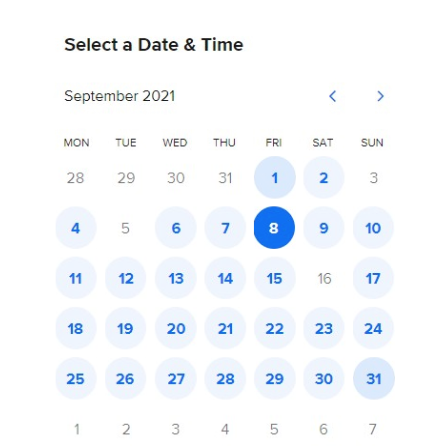 Select a Date & Time
September 2021
MON TUE WED THU FRI SAT SUN
28 29 30 31 1 2 3
4 5 6 7 8 9 10
11 12 13 14 15 16 17
18 19 20 21 22 23 24
25 26 27 28 29 30 31
1 2 3 4 5 6 7